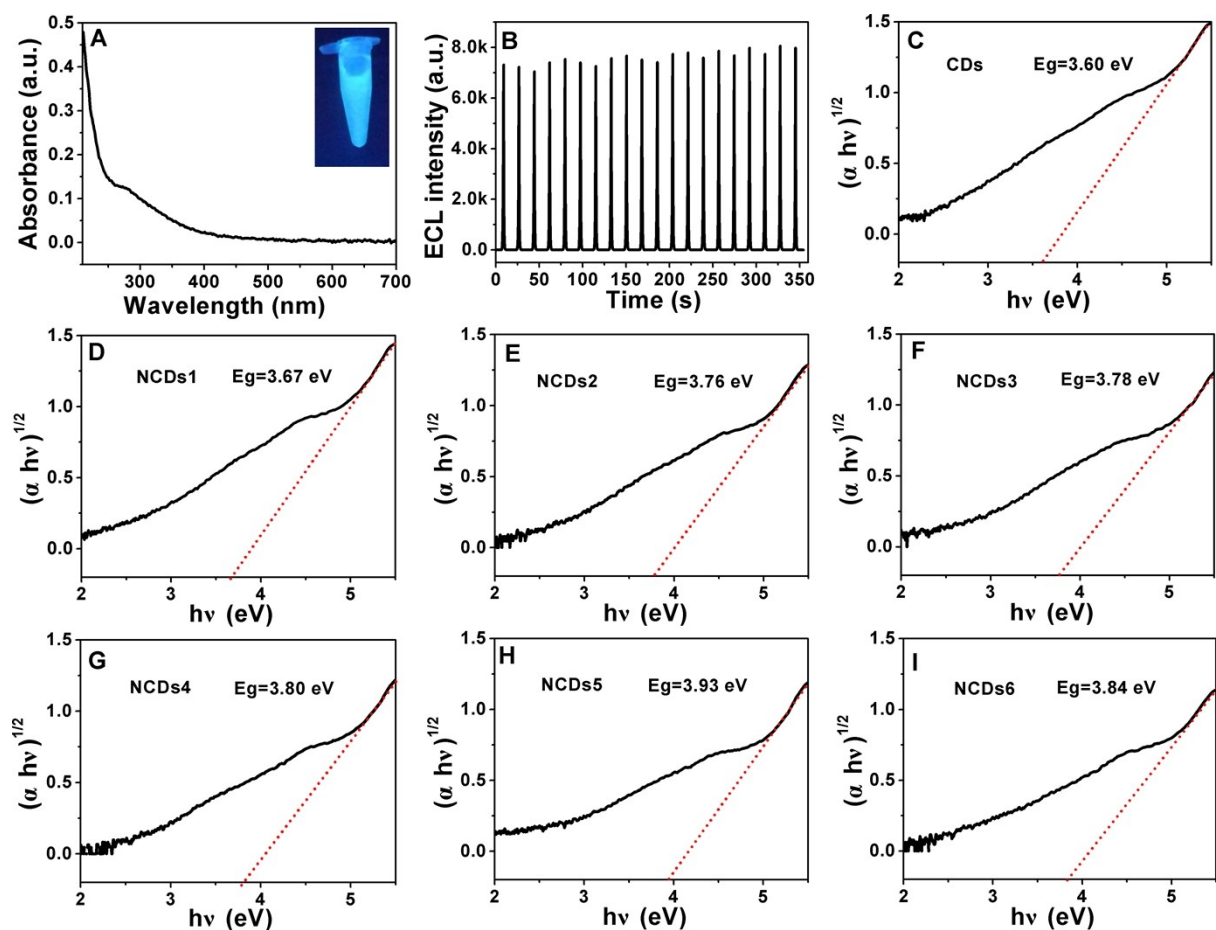 A
Absorbance (a.u.)
0.5
0.4
0.3
0.2
0.1
0.0
300 400 500 600 700
Wavelength (nm)
B
ECL intensity (a.u.)
8.0k
6.0k
4.0k
2.0k
0.0
0 50 100 150 200 250 300 350
Time (s)
C
CDs Eg=3.60 eV
(α hν)1/2
1.5
1.0
0.5
0.0
2 3 4 5
hν (eV)
D
NCDs1 Eg=3.67 eV
(α hν)1/2
1.5
1.0
0.5
0.0
2 3 4 5
hν (eV)
E
NCDs2 Eg=3.76 eV
(α hν)1/2
1.5
1.0
0.5
0.0
2 3 4 5
hν (eV)
F
NCDs3 Eg=3.78 eV
(α hν)1/2
1.5
1.0
0.5
0.0
2 3 4 5
hν (eV)
G
NCDs4 Eg=3.80 eV
(α hν)1/2
1.5
1.0
0.5
0.0
2 3 4 5
hν (eV)
H
NCDs5 Eg=3.93 eV
(α hν)1/2
1.5
1.0
0.5
0.0
2 3 4 5
hν (eV)
I
NCDs6 Eg=3.84 eV
(α hν)1/2
1.5
1.0
0.5
0.0
2 3 4 5
hν (eV)